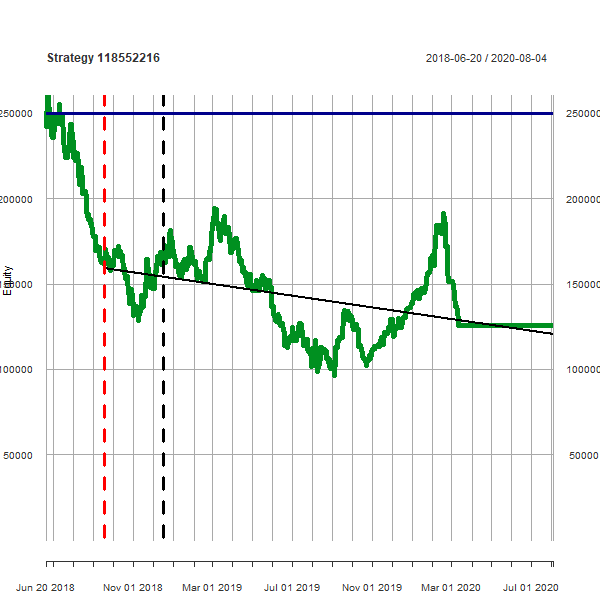 Strategy 118552216
2018-06-20 / 2020-08-04
250000
250000
200000
200000
150000
150000
100000
100000
50000
50000
Equity
Jun 20 2018
Nov 01 2018
Mar 01 2019
Jul 01 2019
Nov 01 2019
Mar 01 2020
Jul 01 2020